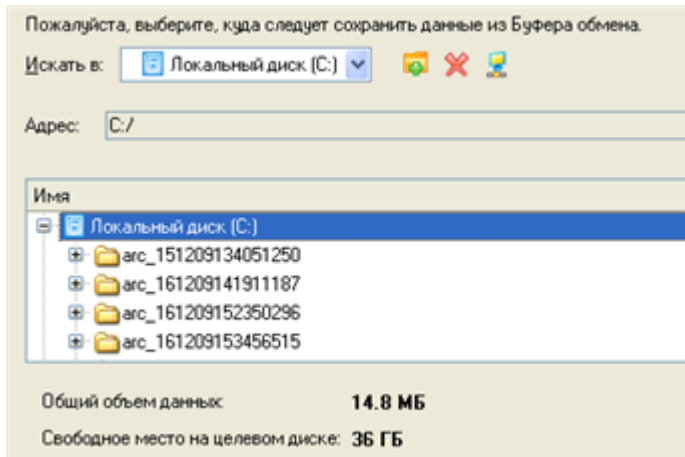 Пожалуйста, выберите, куда следует сохранить данные из Буфера обмена.
Искать в: Локальный диск (C:)
Адрес: C:/
Имя
Локальный диск (C:)
arc_151209134051250
arc_161209141911187
arc_161209152350296
arc_161209153456515
Общий объем данных: 14.8 МБ
Свободное место на целевом диске: 36 ГБ